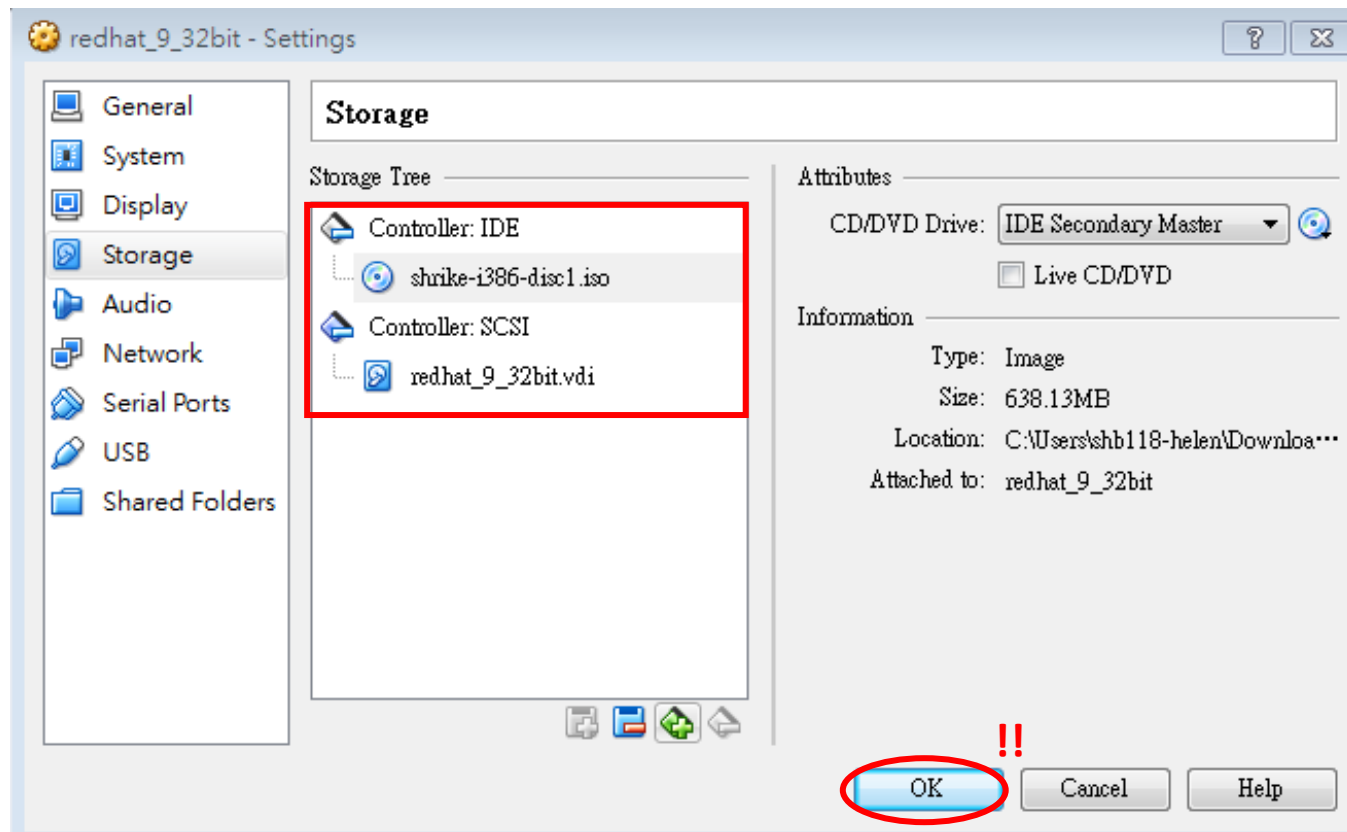 redhat_9_32bit - Settings
General
System
Display
Storage
Audio
Network
Serial Ports
USB
Shared Folders
Storage
Storage Tree
Controller: IDE
shrike-i386-disc1.iso
Controller: SCSI
redhat_9_32bit.vdi
Attributes
CD/DVD Drive: IDE Secondary Master
Live CD/DVD
Information
Type: Image
Size: 638.13MB
Location: C:\Users\shb118-helen\Downloa···
Attached to: redhat_9_32bit
!!
OK Cancel Help